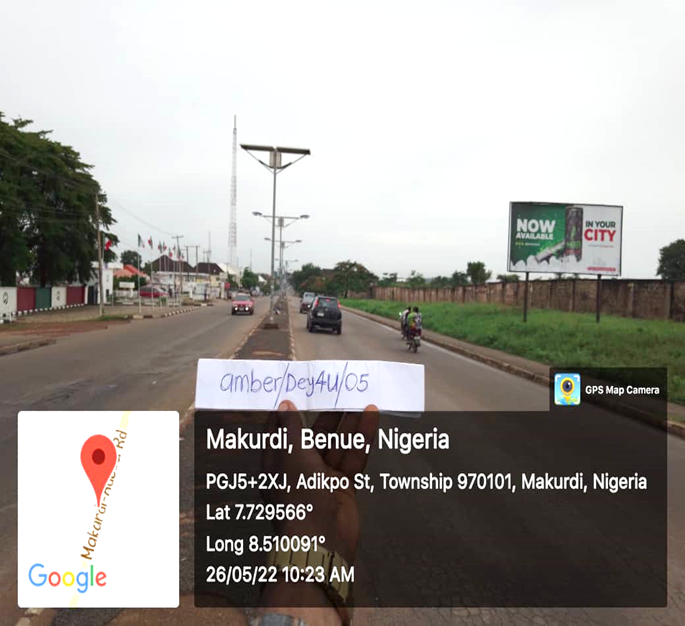 NOW
AVAILABLE
IN YOUR
CITY
amber/Dey4U/05
GPS Map Camera
Makurdi, Benue, Nigeria
PGJ5+2XJ, Adikpo St, Township 970101, Makurdi, Nigeria
Lat 7.729566°
Long 8.510091°
26/05/22 10:23 AM
Google